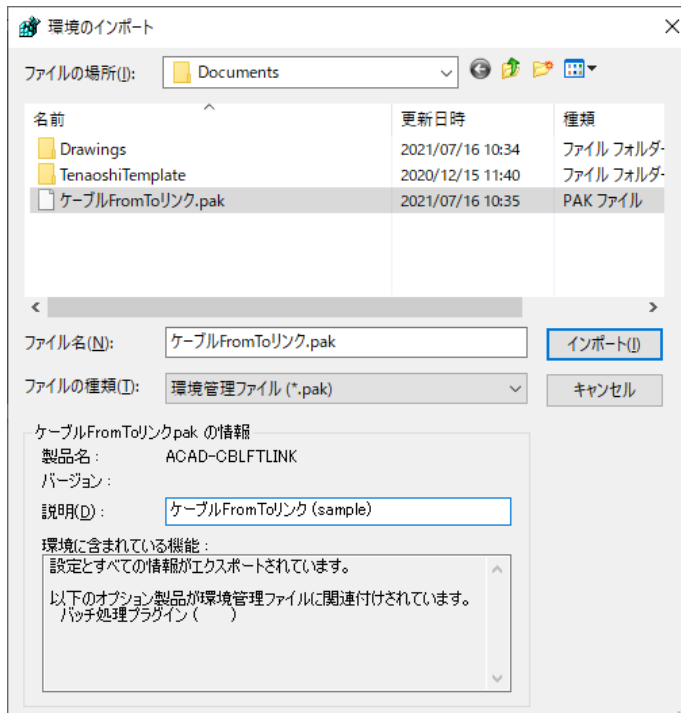 環境のインポート
ファイルの場所(I): Documents
名前 更新日時 種類
Drawings 2021/07/16 10:34 ファイル フォルダ-
TenaoshiTemplate 2020/12/15 11:40 ファイル フォルダ-
ケーブルFromToリンク.pak 2021/07/16 10:35 PAK ファイル
ファイル名(N): ケーブルFromToリンク.pak インポート(I)
ファイルの種類(T): 環境管理ファイル (*.pak) キャンセル
ケーブルFromToリンクpak の情報
製品名 : ACAD-CBLFTLINK
バージョン :
説明(D) : ケーブルFromToリンク (sample)
環境に含まれている機能 :
設定とすべての情報がエクスポートされています。
以下のオプション製品が環境管理ファイルに関連付けされています。
バッチ処理プラグイン ( )